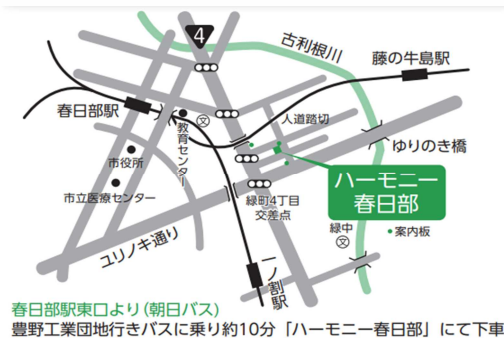 4
古利根川
藤の牛島駅
春日部駅
人道踏切
教育センター
文
ゆりのき橋
市役所
ハーモニー
春日部
市立医療センター
緑町4丁目
交差点
緑中
文
案内板
ユリノキ通り
一ノ割駅
春日部駅東口より(朝日バス)
豊野工業団地行きバスに乗り約10分「ハーモニー春日部」にて下車